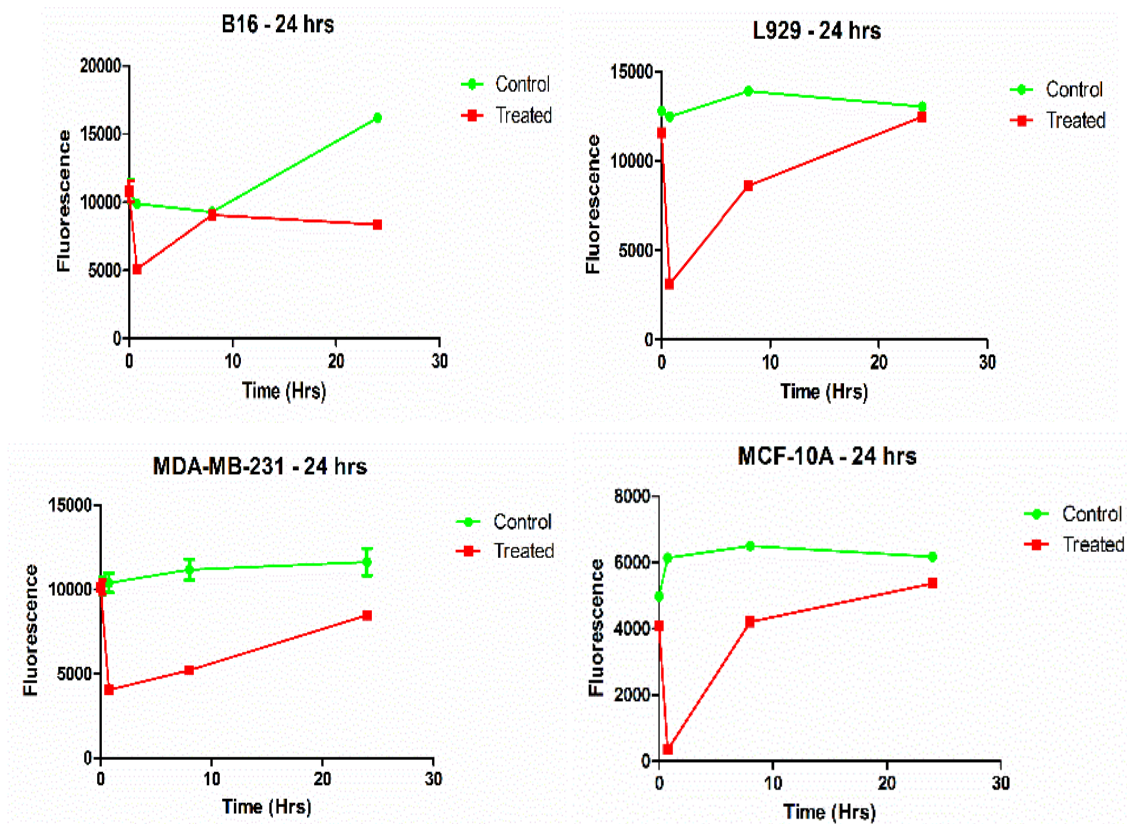 B16 - 24 hrs
20000
15000
10000
5000
0
Fluorescence
0 10 20 30
Time (Hrs)
Control
Treated
L929 - 24 hrs
15000
10000
5000
0
Fluorescence
0 10 20 30
Time (Hrs)
Control
Treated
MDA-MB-231 - 24 hrs
15000
10000
5000
0
Fluorescence
0 10 20 30
Time (Hrs)
Control
Treated
MCF-10A - 24 hrs
8000
6000
4000
2000
0
Fluorescence
0 10 20 30
Time (Hrs)
Control
Treated